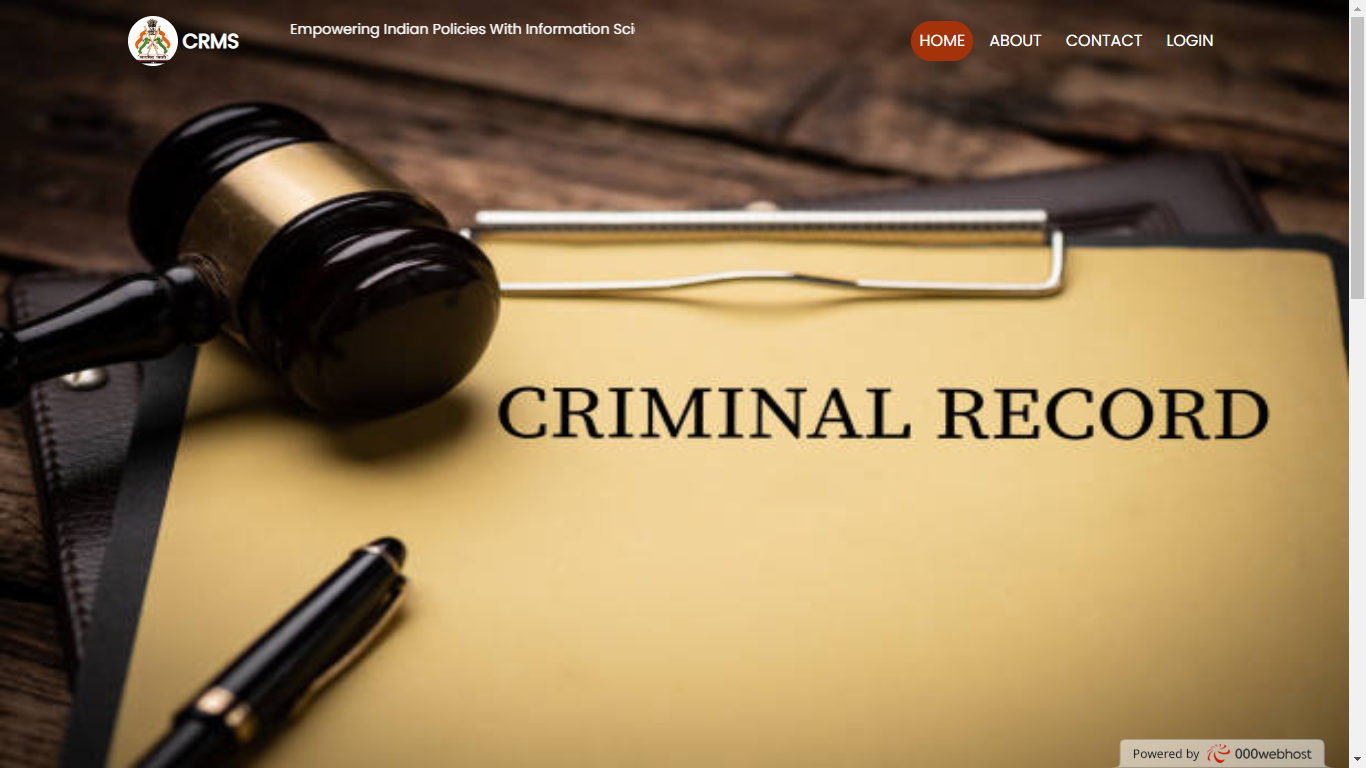 CRMS
Empowering Indian Policies With Information Sci
HOME ABOUT CONTACT LOGIN
CRIMINAL RECORD
Powered by 000webhost